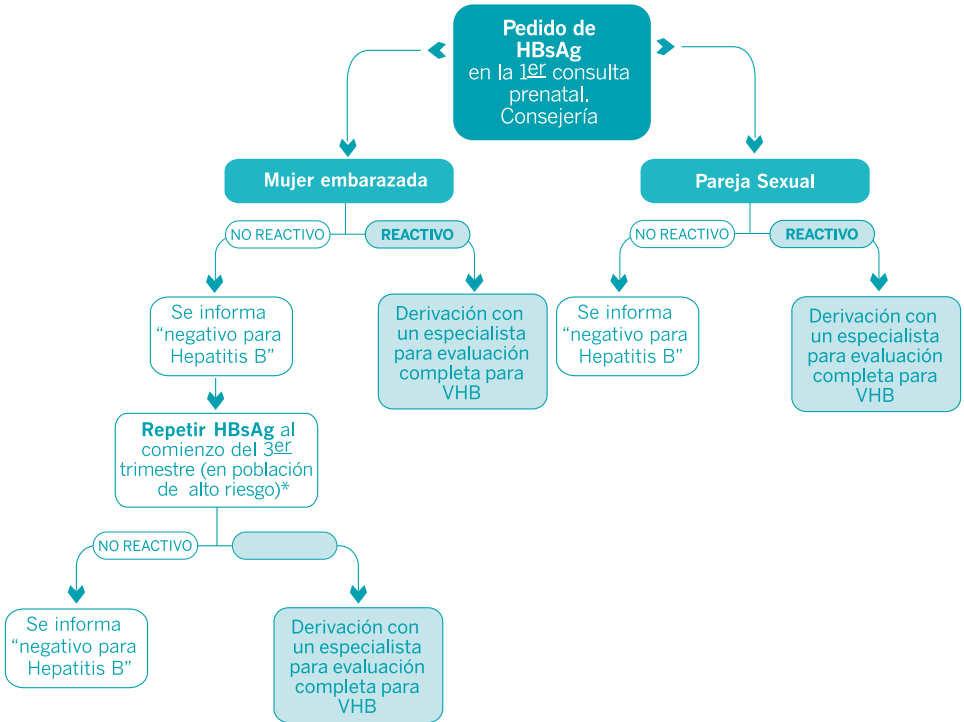 Pedido de
HBsAg
en la 1er consulta
prenatal.
Consejería
Mujer embarazada
Pareja Sexual
NO REACTIVO
REACTIVO
NO REACTIVO
REACTIVO
Se informa
“negativo para
Hepatitis B”
Derivación con
un especialista
para evaluación
completa para
VHB
Se informa
“negativo para
Hepatitis B”
Derivación con
un especialista
para evaluación
completa para
VHB
Repetir HBsAg al
comienzo del 3er
trimestre (en población
de alto riesgo)*
NO REACTIVO
Se informa
“negativo para
Hepatitis B”
Derivación con
un especialista
para evaluación
completa para
VHB